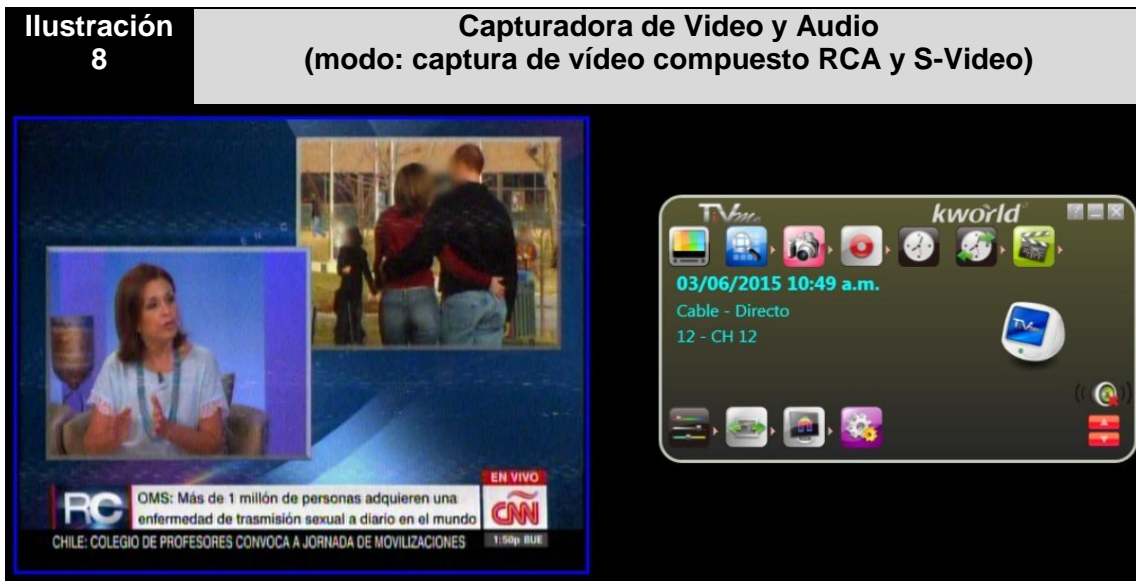 Ilustración
8
Capturadora de Video y Audio
(modo: captura de vídeo compuesto RCA y S-Video)
RC
OMS: Más de 1 millón de personas adquieren una
enfermedad de trasmisión sexual a diario en el mundo
EN VIVO
CNN
CHILE: COLEGIO DE PROFESORES CONVOCA A JORNADA DE MOVILIZACIONES
1:50p BUE
TVme
kworld
03/06/2015 10:49 a.m.
Cable - Directo
12 - CH 12